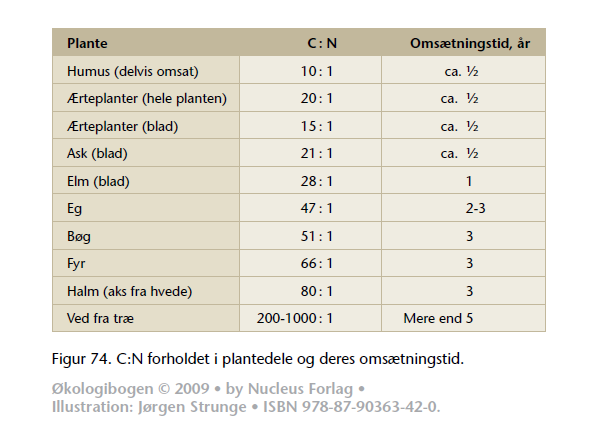 Plante C : N Omsætningstid, år
Humus (delvis omsat) 10 : 1 ca. ½
Ærteplanter (hele planten) 20 : 1 ca. ½
Ærteplanter (blad) 15 : 1 ca. ½
Ask (blad) 21 : 1 ca. ½
Elm (blad) 28 : 1 1
Eg 47 : 1 2-3
Bøg 51 : 1 3
Fyr 66 : 1 3
Halm (aks fra hvede) 80 : 1 3
Ved fra træ 200-1000 : 1 Mere end 5
Figur 74. C:N forholdet i plantedele og deres omsætningstid.
Økologibogen © 2009 • by Nucleus Forlag •
Illustration: Jørgen Strunge • ISBN 978-87-90363-42-0.